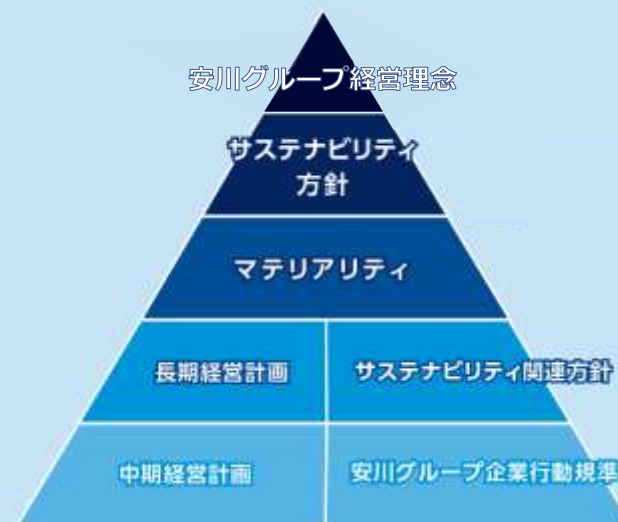 安川グループ経営理念
サステナビリティ
方針
マテリアリティ
長期経営計画
サステナビリティ関連方針
中期経営計画
安川グループ企業行動規準